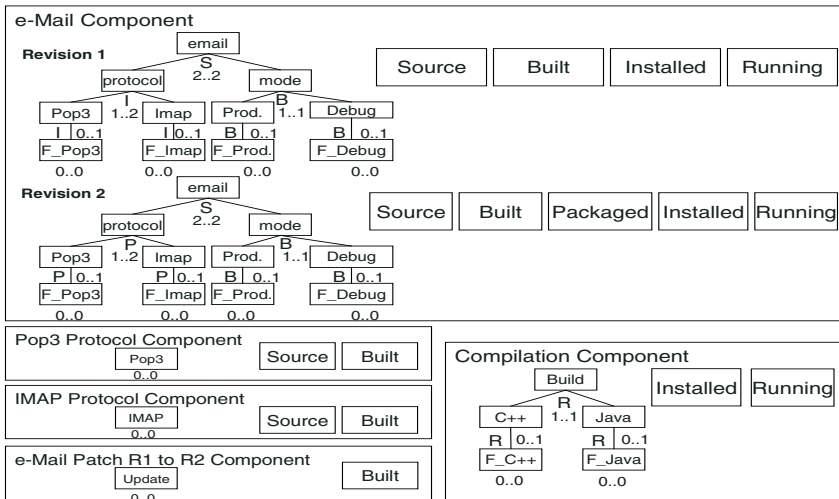 e-Mail Component
Revision 1
email
S
2..2
protocol
mode
I
1..2
B
1..1
Pop3
Imap
Prod.
Debug
I 0..1
I 0..1
B 0..1
B 0..1
F_Pop3
F_Imap
F_Prod.
F_Debug
0..0
0..0
0..0
0..0
Source
Built
Installed
Running
Revision 2
email
S
2..2
protocol
mode
P
1..2
B
1..1
Pop3
Imap
Prod.
Debug
P 0..1
P 0..1
B 0..1
B 0..1
F_Pop3
F_Imap
F_Prod.
F_Debug
0..0
0..0
0..0
0..0
Source
Built
Packaged
Installed
Running
Pop3 Protocol Component
Pop3
0..0
Source
Built
IMAP Protocol Component
IMAP
0..0
Source
Built
e-Mail Patch R1 to R2 Component
Update
0..0
Built
Compilation Component
Build
R
1..1
C++
Java
R 0..1
R 0..1
F_C++
F_Java
0..0
0..0
Installed
Running